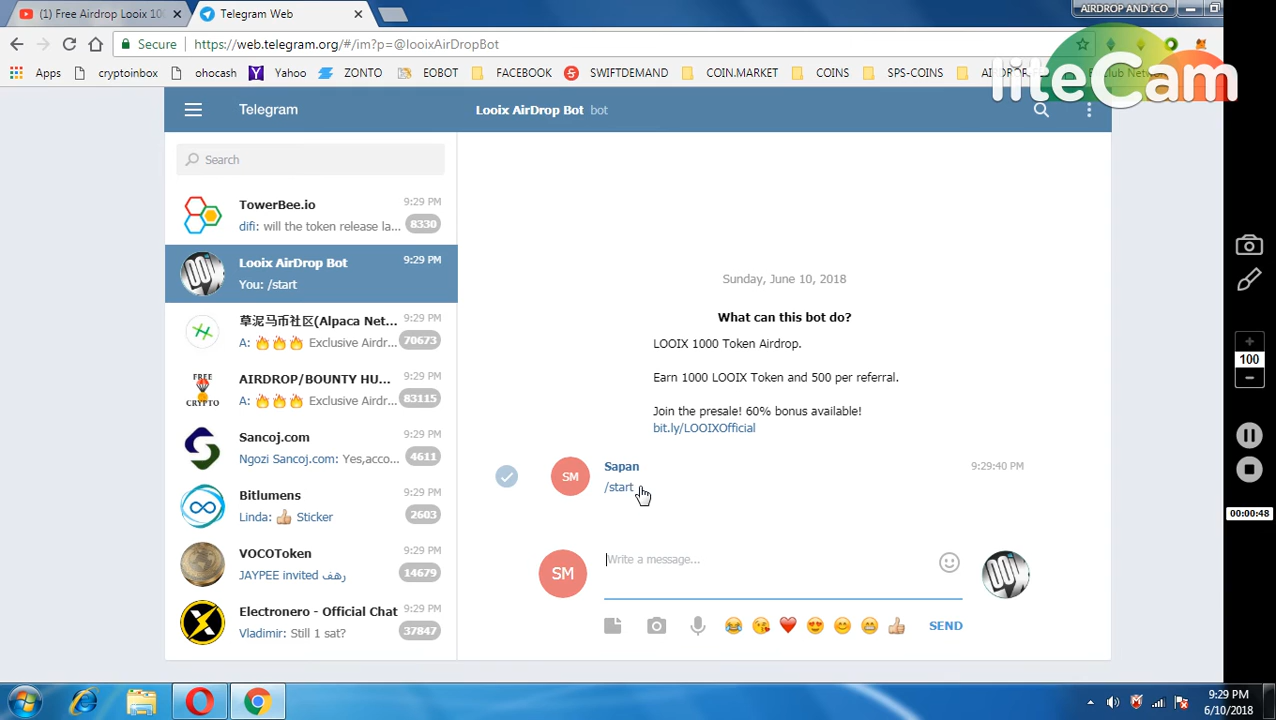 (1) Free Airdrop Looix 100
Telegram Web
AIRDROP AND ICO
Secure
https://web.telegram.org/#/im?p=@looixAirDropBot
Apps
cryptoinbox
ohocash
Yahoo
ZONTO
EOBOT
FACEBOOK
SWIFTDEMAND
COIN.MARKET
COINS
SPS-COINS
liteCam
Telegram
Looix AirDrop Bot bot
Search
TowerBee.io
9:29 PM
difi: will the token release la...
8330
Looix AirDrop Bot
9:29 PM
You: /start
草泥马币社区(Alpaca Net...
9:29 PM
A: 🔥🔥🔥 Exclusive Airdr...
70673
FREE
CRYPTO
AIRDROP/BOUNTY HU...
9:29 PM
A: 🔥🔥🔥 Exclusive Airdr...
83115
Sancoj.com
9:29 PM
Ngozi Sancoj.com: Yes,acco...
4611
Bitlumens
9:29 PM
Linda: 👍 Sticker
2603
VOCOToken
9:29 PM
JAYPEE invited رهف
14679
Electronero - Official Chat
9:29 PM
Vladimir: Still 1 sat?
37847
Sunday, June 10, 2018
What can this bot do?
LOOIX 1000 Token Airdrop.
Earn 1000 LOOIX Token and 500 per referral.
Join the presale! 60% bonus available!
bit.ly/LOOIXOfficial
SM
Sapan
9:29:40 PM
/start
SM
Write a message...
SEND
100
00:00:48
9:29 PM
6/10/2018